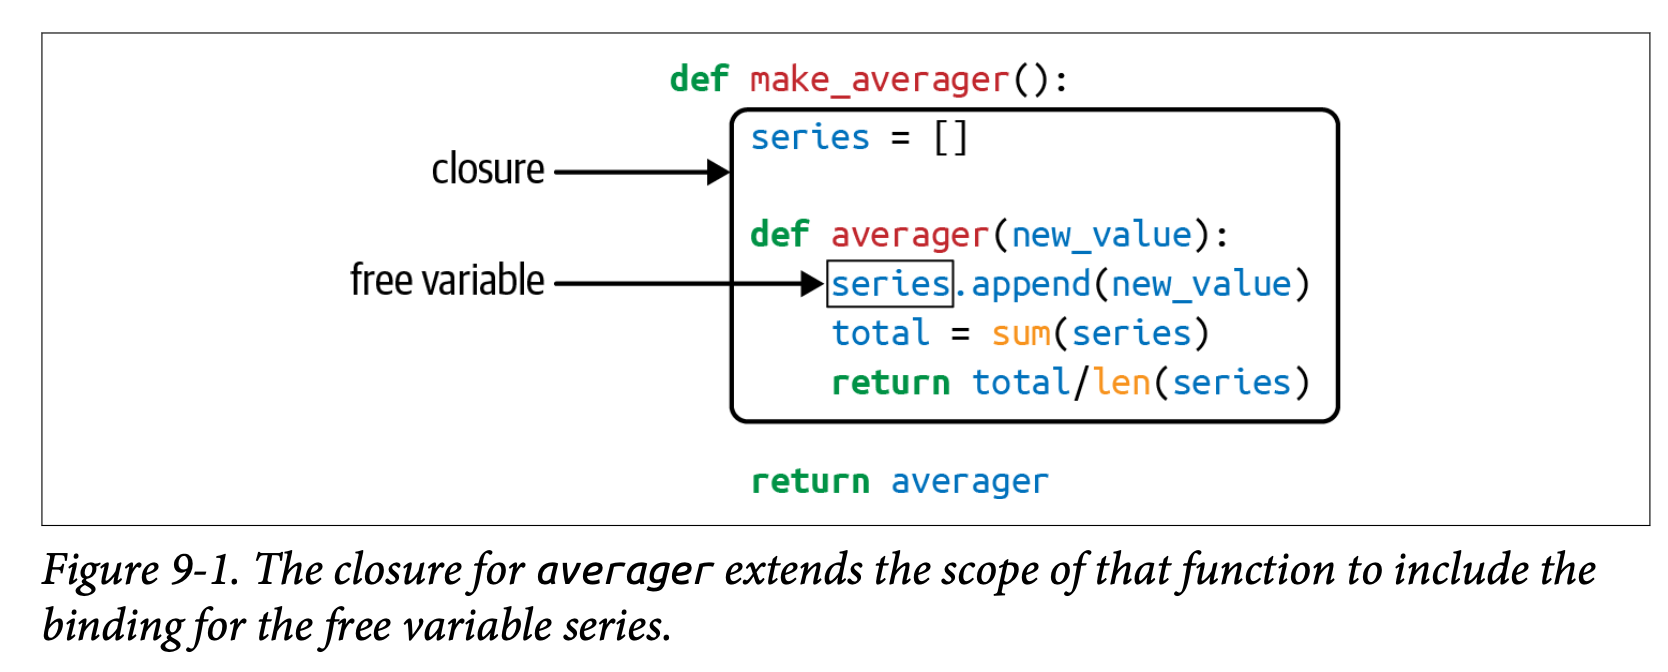 def make_averager():
series = []
closure
def averager(new_value):
free variable
series.append(new_value)
total = sum(series)
return total/len(series)
return averager
Figure 9-1. The closure for averager extends the scope of that function to include the
binding for the free variable series.